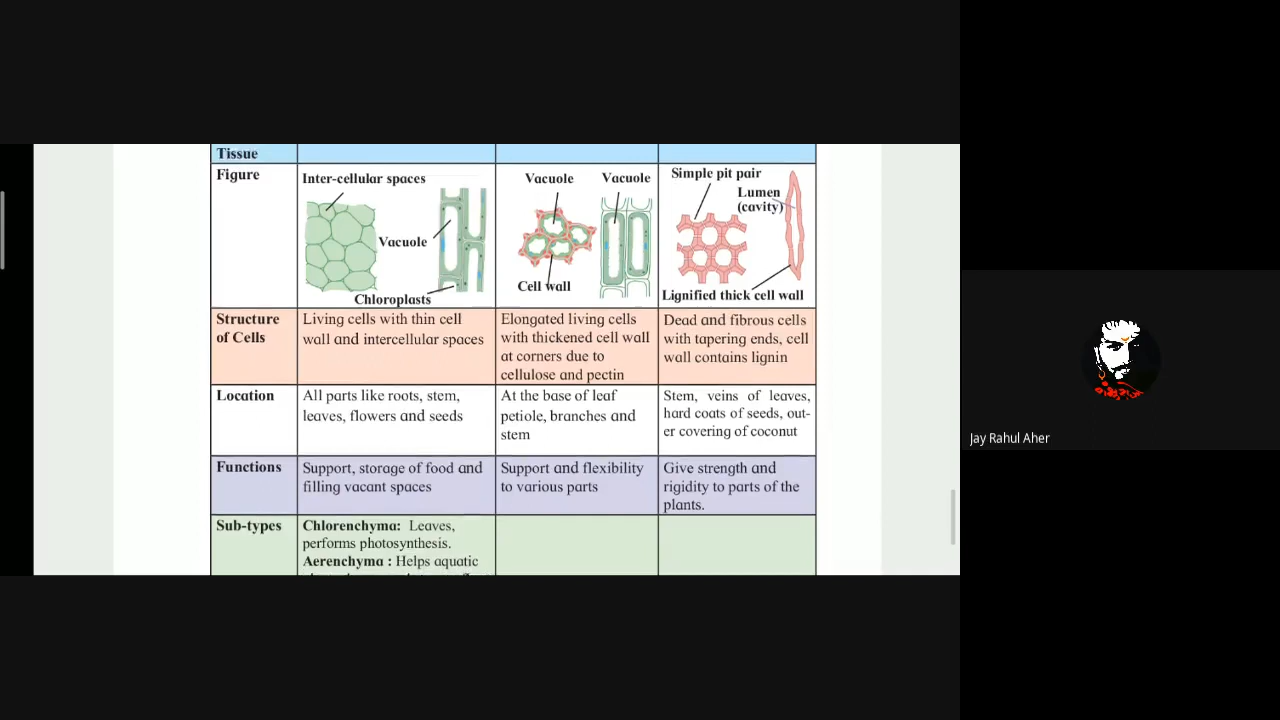 Tissue
Figure
Inter-cellular spaces
Vacuole
Chloroplasts
Vacuole
Vacuole
Cell wall
Simple pit pair
Lumen
(cavity)
Lignified thick cell wall
Structure
of Cells
Living cells with thin cell
wall and intercellular spaces
Elongated living cells
with thickened cell wall
at corners due to
cellulose and pectin
Dead and fibrous cells
with tapering ends, cell
wall contains lignin
Location
All parts like roots, stem,
leaves, flowers and seeds
At the base of leaf
petiole, branches and
stem
Stem, veins of leaves,
hard coats of seeds, out-
er covering of coconut
Functions
Support, storage of food and
filling vacant spaces
Support and flexibility
to various parts
Give strength and
rigidity to parts of the
plants.
Sub-types
Chlorenchyma: Leaves,
performs photosynthesis.
Aerenchyma : Helps aquatic
Jay Rahul Aher